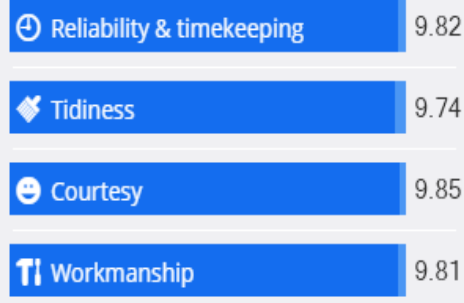 Reliability & timekeeping 9.82
Tidiness 9.74
Courtesy 9.85
Workmanship 9.81